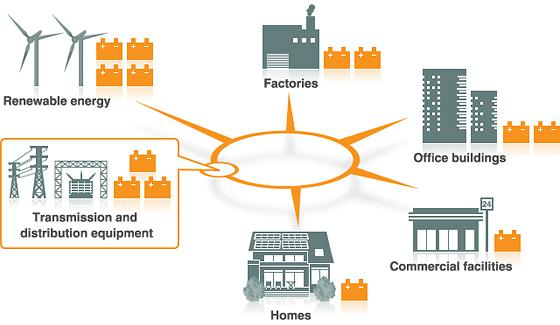 Factories
Renewable energy
Office buildings
Transmission and
distribution equipment
24
Commercial facilities
Homes